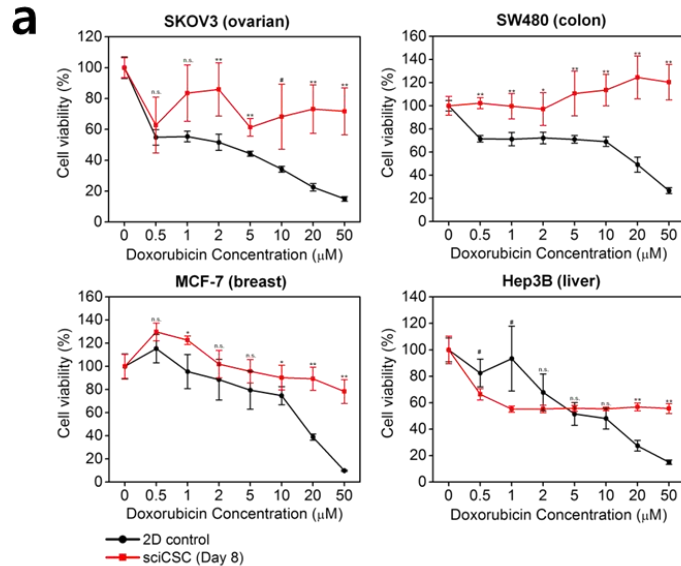 a
SKOV3 (ovarian)
Cell viability (%)
120
100
80
60
40
20
0
n.s. n.s. ** ** # ** **
0 0.5 1 2 5 10 20 50
Doxorubicin Concentration (μM)
SW480 (colon)
Cell viability (%)
160
140
120
100
80
60
40
20
0
** ** * ** ** ** **
0 0.5 1 2 5 10 20 50
Doxorubicin Concentration (μM)
MCF-7 (breast)
Cell viability (%)
160
140
120
100
80
60
40
20
0
n.s. * n.s. n.s. * ** **
0 0.5 1 2 5 10 20 50
Doxorubicin Concentration (μM)
Hep3B (liver)
Cell viability (%)
140
120
100
80
60
40
20
0
# # n.s. n.s. n.s. ** **
0 0.5 1 2 5 10 20 50
Doxorubicin Concentration (μM)
2D control
sciCSC (Day 8)